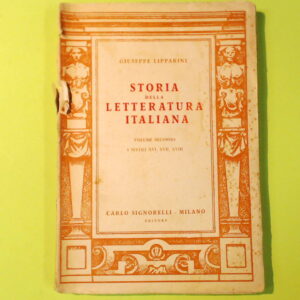 GIUSEPPE LIPPARINI
STORIA
DELLA
LETTERATURA
ITALIANA
VOLUME SECONDO
I SECOLI XVI, XVII, XVIII
CARLO SIGNORELLI - MILANO
EDITORE